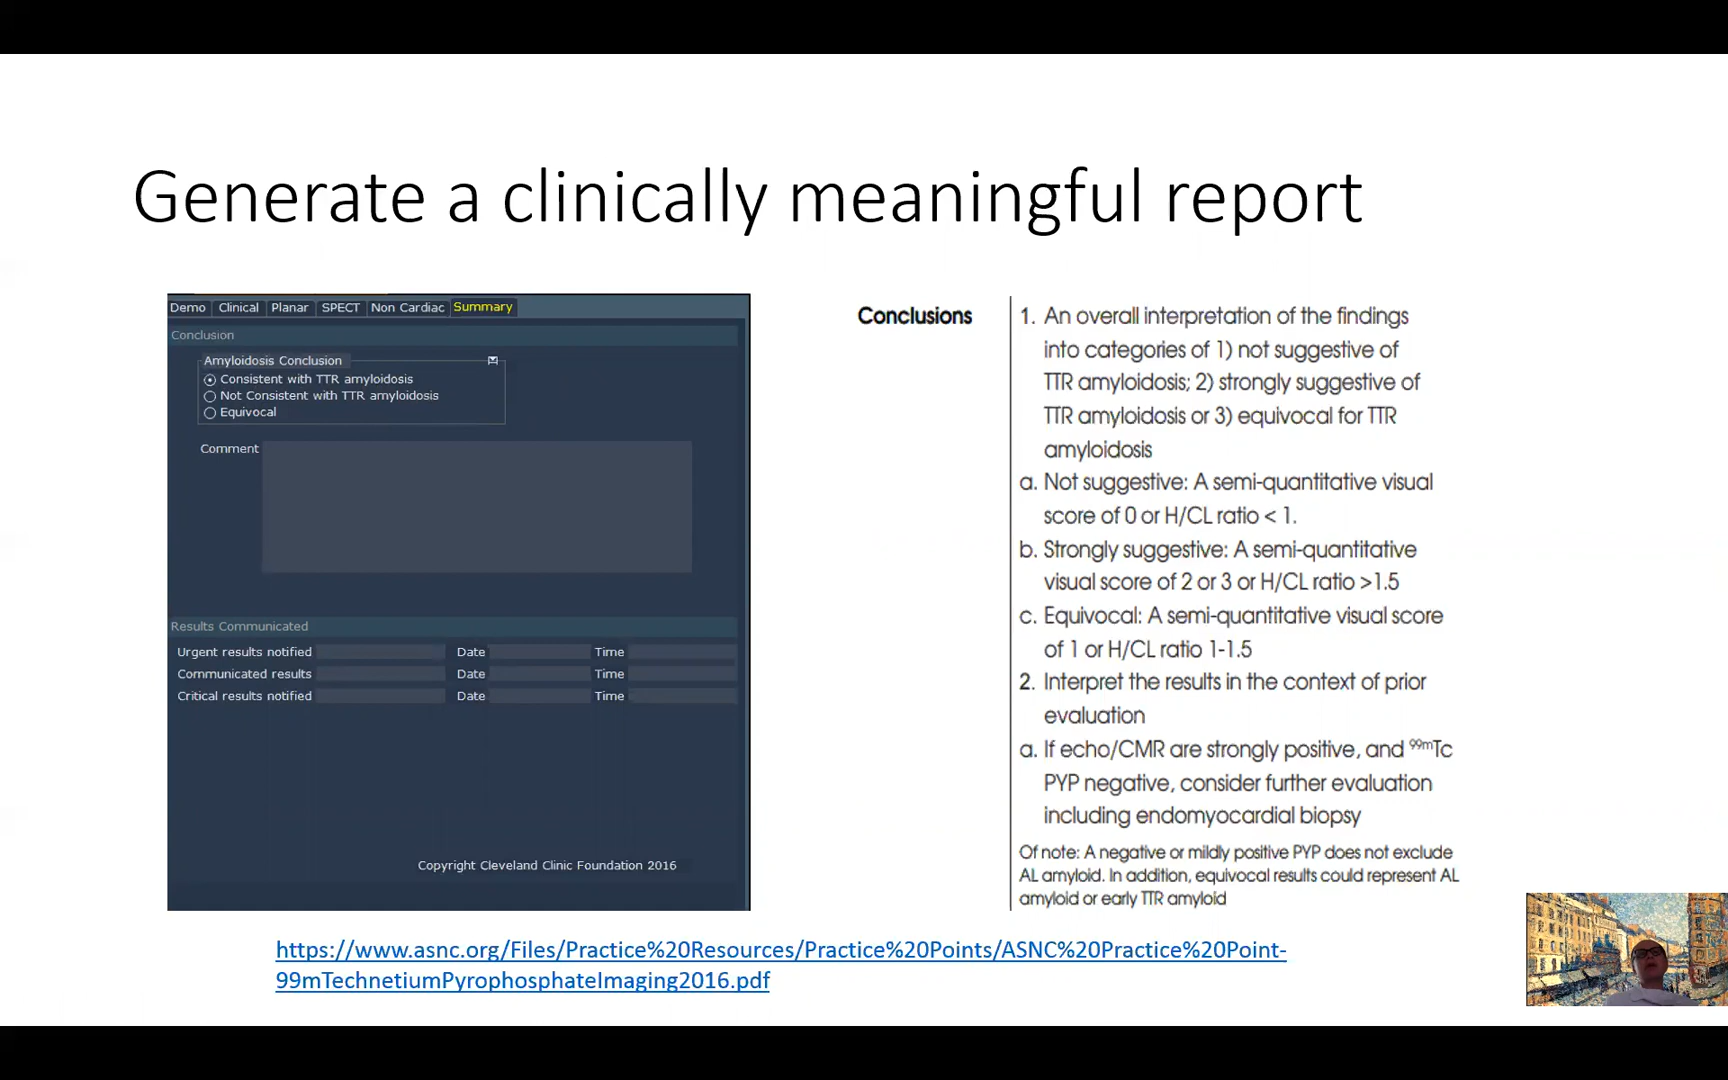 Generate a clinically meaningful report
Demo Clinical Planar SPECT Non Cardiac Summary
Conclusion
Amyloidosis Conclusion
Consistent with TTR amyloidosis
Not Consistent with TTR amyloidosis
Equivocal
Comment
Results Communicated
Urgent results notified Date Time
Communicated results Date Time
Critical results notified Date Time
Copyright Cleveland Clinic Foundation 2016
Conclusions
1. An overall interpretation of the findings
into categories of 1) not suggestive of
TTR amyloidosis; 2) strongly suggestive of
TTR amyloidosis or 3) equivocal for TTR
amyloidosis
a. Not suggestive: A semi-quantitative visual
score of 0 or H/CL ratio < 1.
b. Strongly suggestive: A semi-quantitative
visual score of 2 or 3 or H/CL ratio >1.5
c. Equivocal: A semi-quantitative visual score
of 1 or H/CL ratio 1-1.5
2. Interpret the results in the context of prior
evaluation
a. If echo/CMR are strongly positive, and 99mTc
PYP negative, consider further evaluation
including endomyocardial biopsy
Of note: A negative or mildly positive PYP does not exclude
AL amyloid. In addition, equivocal results could represent AL
amyloid or early TTR amyloid
https://www.asnc.org/Files/Practice%20Resources/Practice%20Points/ASNC%20Practice%20Point-
99mTechnetiumPyrophosphateImaging2016.pdf